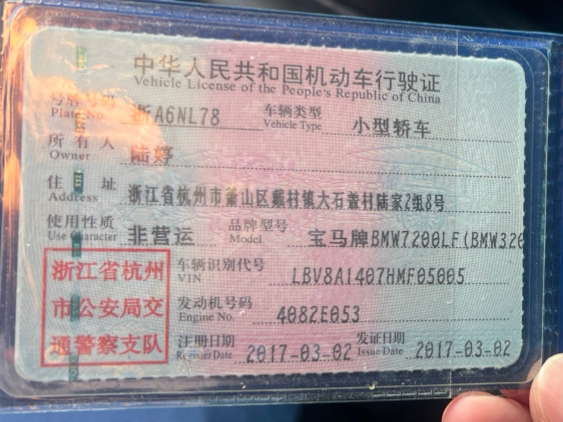 中华人民共和国机动车行驶证
Vehicle License of the People's Republic of China
号牌号码 浙A6NL78 车辆类型 小型轿车
Plate No. Vehicle Type
所有人 陆婷
Owner
住址 浙江省杭州市萧山区戴村镇大石盖村陆家2组8号
Address
使用性质 非营运 品牌型号 宝马牌BMW7200LF(BMW320
Use Character Model
浙江省杭州
市公安局交
通警察支队
车辆识别代号 LBV8A1407HMF05005
VIN
发动机号码 4082E053
Engine No.
注册日期 2017-03-02 发证日期 2017-03-02
Register Date Issue Date